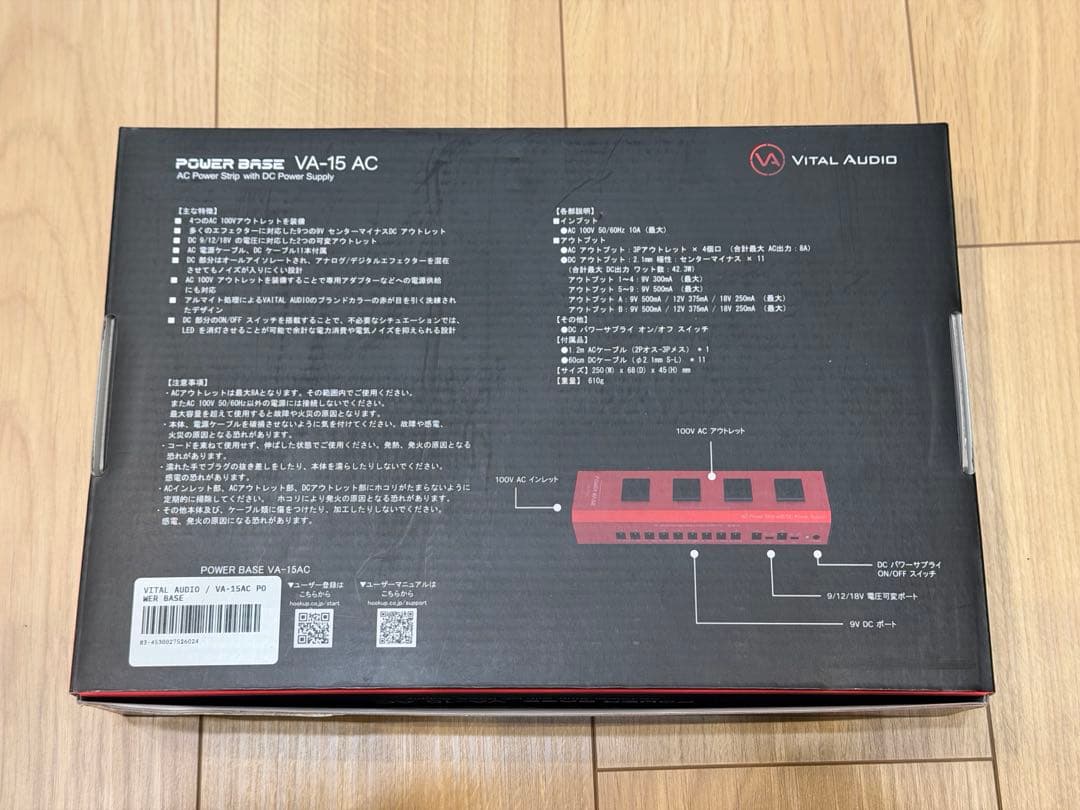 POWER BASE VA-15 AC
AC Power Strip with DC Power Supply
VA VITAL AUDIO
【主な特徴】
■ 4つのAC 100Vアウトレットを装備
■ 多くのエフェクターに対応した9つの9V センターマイナスDC アウトレット
■ DC 9/12/18V の電圧に対応した2つの可変アウトレット
■ AC 電源ケーブル、DC ケーブル11本付属
■ DC 部分はオールアイソレートされ、アナログ/デジタルエフェクターを混在
させてもノイズが入りにくい設計
■ AC 100V アウトレットを装備することで専用アダプターなどへの電源供給
にも対応
■ アルマイト処理によるVAITAL AUDIOのブランドカラーの赤が目を引く洗練され
たデザイン
■ DC 部分のON/OFF スイッチを搭載することで、不必要なシチュエーションでは、
LED を消灯させることが可能で余計な電力消費や電気ノイズを抑えられる設計
【注意事項】
・ACアウトレットは最大8Aとなります。その範囲内でご使用ください。
またAC 100V 50/60Hz以外の電源には接続しないでください。
最大容量を超えて使用すると故障や火災の原因となります。
・本体、電源ケーブルを破損させないように気を付けてください。故障や感電、
火災の原因となる恐れがあります。
・コードを束ねて使用せず、伸ばした状態でご使用ください。発熱、発火の原因となる
恐れがあります。
・濡れた手でプラグの抜き差しをしたり、本体を濡らしたりしないでください。
感電の恐れがあります。
・ACインレット部、ACアウトレット部、DCアウトレット部にホコリがたまらないように
定期的に掃除してください。 ホコリにより発火の原因となる恐れがあります。
・その他本体及び、ケーブル類に傷をつけたり、加工したりしないでください。
感電、発火の原因になる恐れがあります。
【各部説明】
■インプット
●AC 100V 50/60Hz 10A（最大）
■アウトプット
●AC アウトプット：3Pアウトレット × 4個口 （合計最大 AC出力：8A）
●DC アウトプット：2.1mm 極性：センターマイナス × 11
（合計最大 DC出力 ワット数：42.3W）
アウトプット 1～4：9V 300mA （最大）
アウトプット 5～9：9V 500mA （最大）
アウトプット A：9V 500mA / 12V 375mA / 18V 250mA （最大）
アウトプット B：9V 500mA / 12V 375mA / 18V 250mA （最大）
【その他】
●DC パワーサプライ オン/オフ スイッチ
【付属品】
●1.2m ACケーブル（2Pオス-3Pメス） * 1
●60cm DCケーブル（φ2.1mm S-L） * 11
【サイズ】250(W) x 68(D) x 45(H) mm
【重量】 610g
100V AC アウトレット
100V AC インレット
POWER BASE
AC Power Strip with DC Power Supply
DC パワーサプライ
ON/OFF スイッチ
9/12/18V 電圧可変ポート
9V DC ポート
POWER BASE VA-15AC
VITAL AUDIO / VA-15AC PO
WER BASE
03-4530027526024
▼ユーザー登録は
こちらから
hookup.co.jp/start
▼ユーザーマニュアルは
こちらから
hookup.co.jp/support